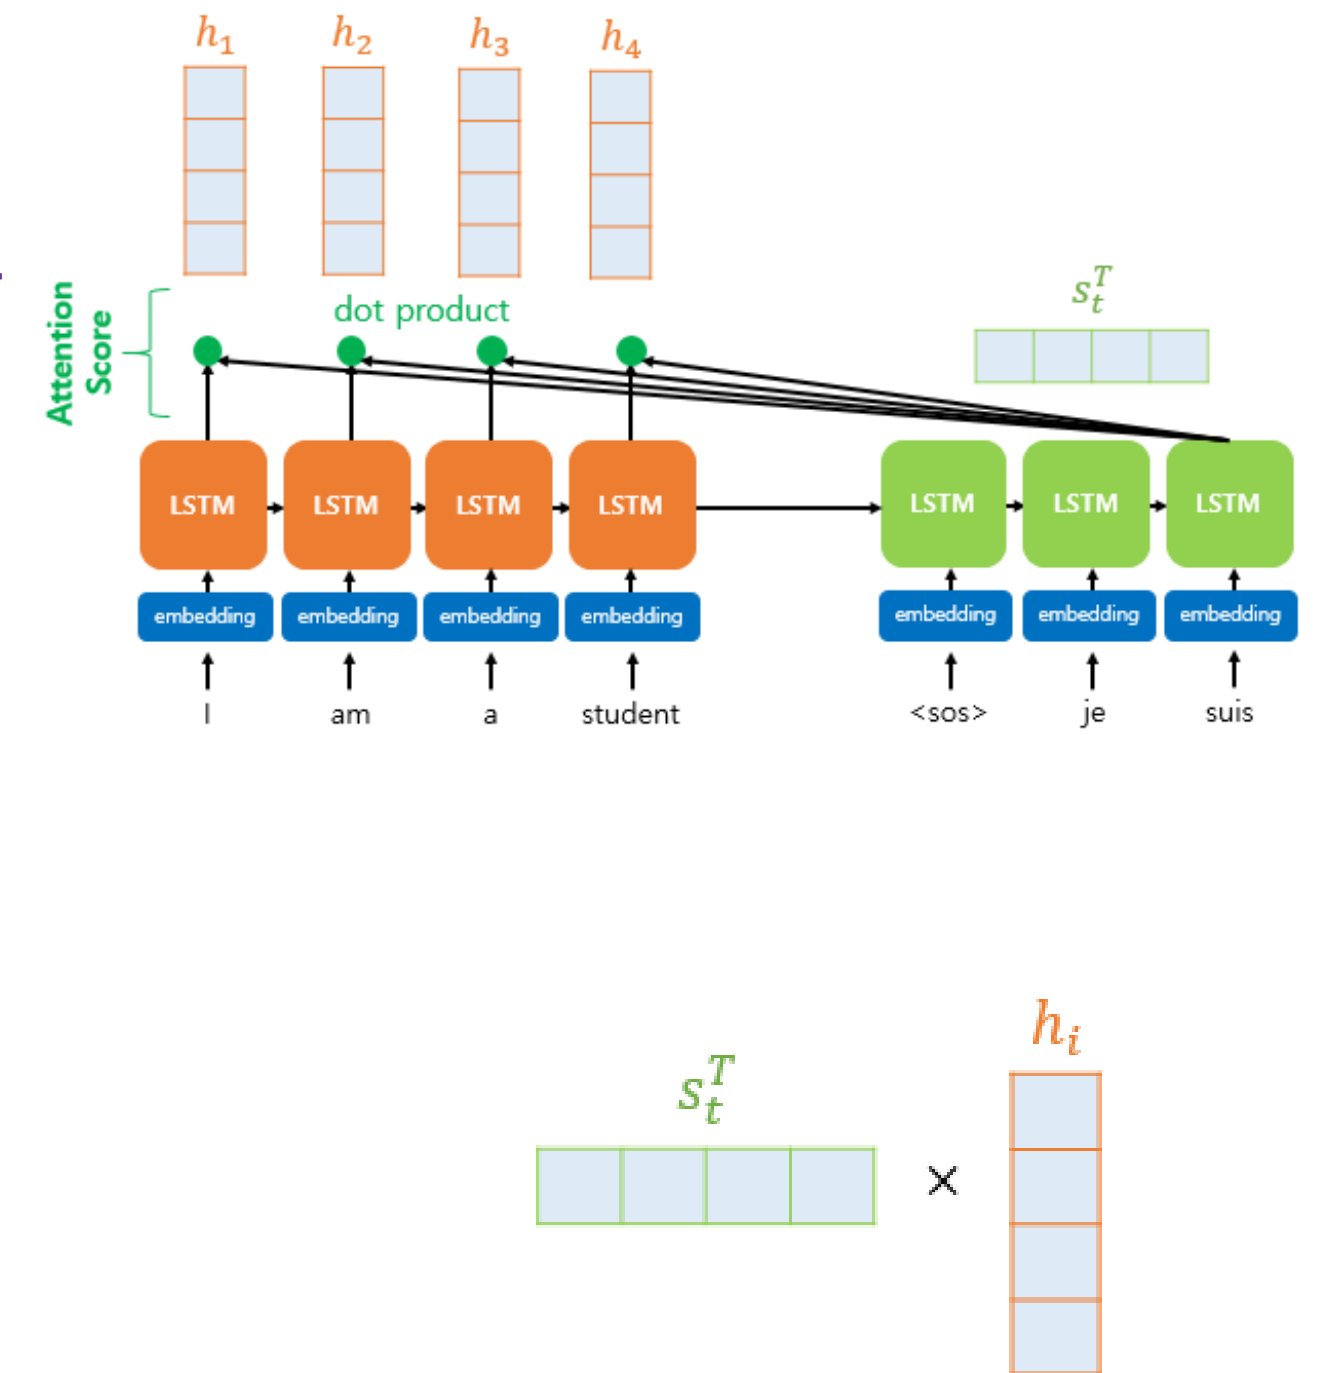 h₁ h₂ h₃ h₄
Attention
Score
dot product
sₜᵀ
LSTM LSTM LSTM LSTM LSTM LSTM LSTM
embedding embedding embedding embedding embedding embedding embedding
I am a student <sos> je suis
hᵢ
sₜᵀ
×